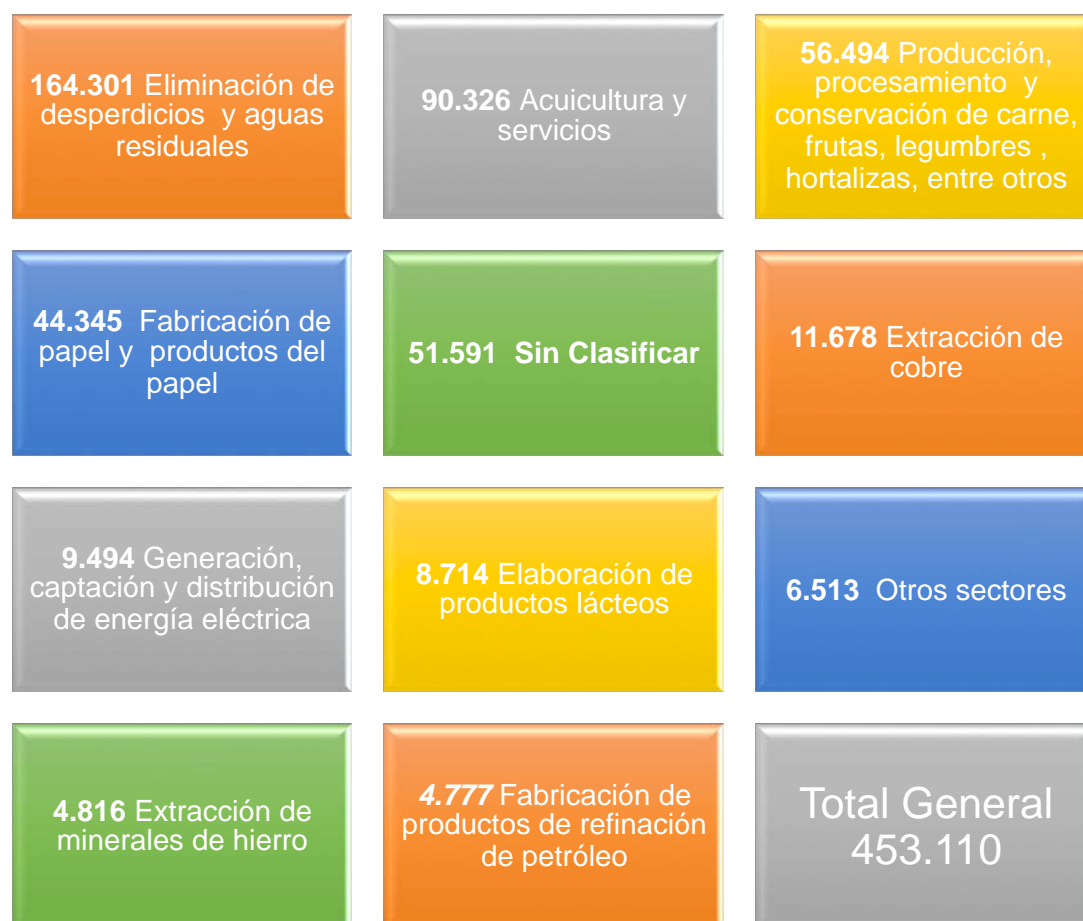 164.301 Eliminación de
desperdicios y aguas
residuales
90.326 Acuicultura y
servicios
56.494 Producción,
procesamiento y
conservación de carne,
frutas, legumbres ,
hortalizas, entre otros
44.345 Fabricación de
papel y productos del
papel
51.591 Sin Clasificar
11.678 Extracción de
cobre
9.494 Generación,
captación y distribución
de energía eléctrica
8.714 Elaboración de
productos lácteos
6.513 Otros sectores
4.816 Extracción de
minerales de hierro
4.777 Fabricación de
productos de refinación
de petróleo
Total General
453.110